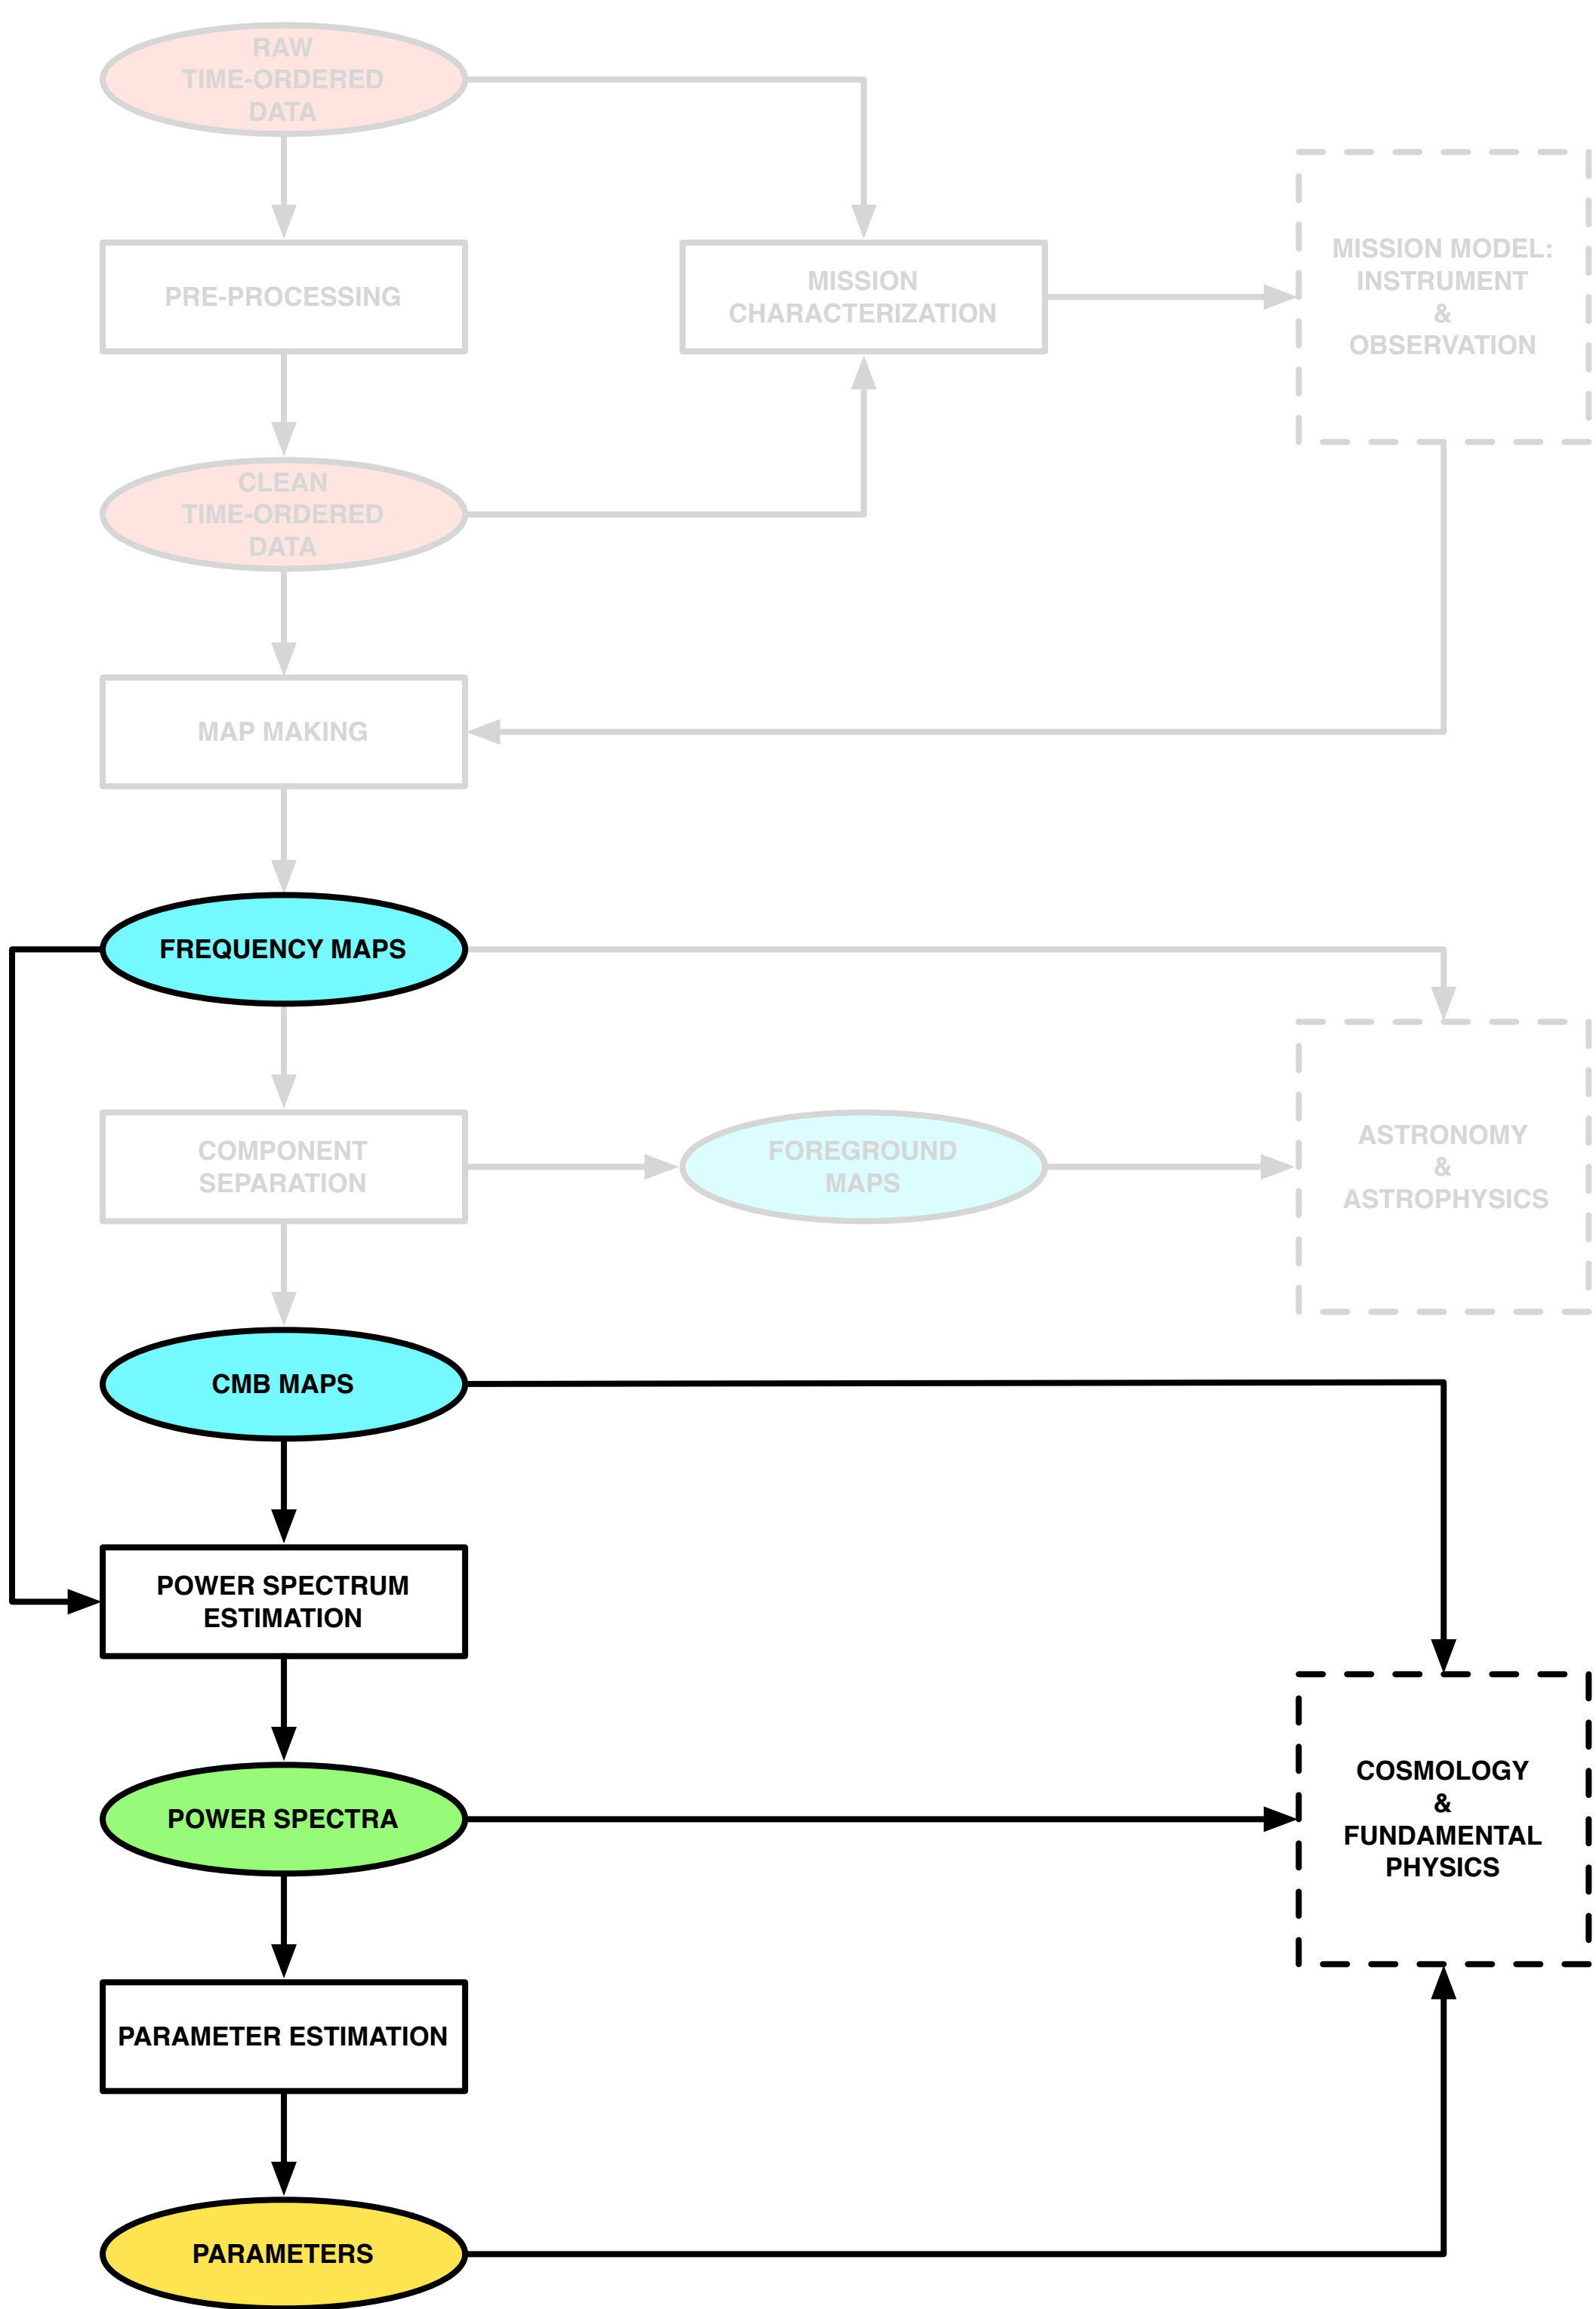 RAW
TIME-ORDERED
DATA
PRE-PROCESSING
MISSION
CHARACTERIZATION
MISSION MODEL:
INSTRUMENT
&
OBSERVATION
CLEAN
TIME-ORDERED
DATA
MAP MAKING
FREQUENCY MAPS
COMPONENT
SEPARATION
FOREGROUND
MAPS
ASTRONOMY
&
ASTROPHYSICS
CMB MAPS
POWER SPECTRUM
ESTIMATION
POWER SPECTRA
COSMOLOGY
&
FUNDAMENTAL
PHYSICS
PARAMETER ESTIMATION
PARAMETERS